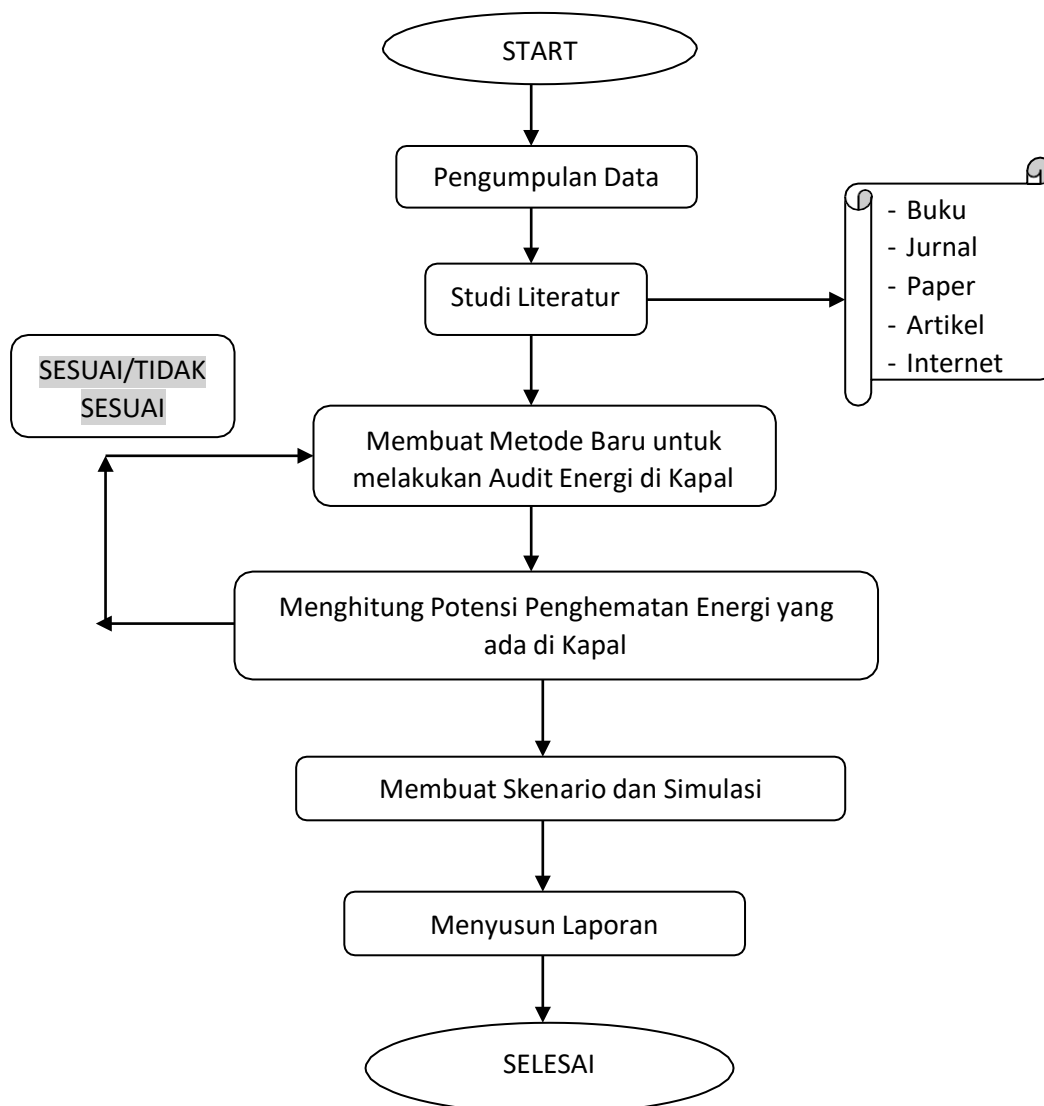 START
Pengumpulan Data
- Buku
- Jurnal
- Paper
- Artikel
- Internet
Studi Literatur
SESUAI/TIDAK
SESUAI
Membuat Metode Baru untuk
melakukan Audit Energi di Kapal
Menghitung Potensi Penghematan Energi yang
ada di Kapal
Membuat Skenario dan Simulasi
Menyusun Laporan
SELESAI